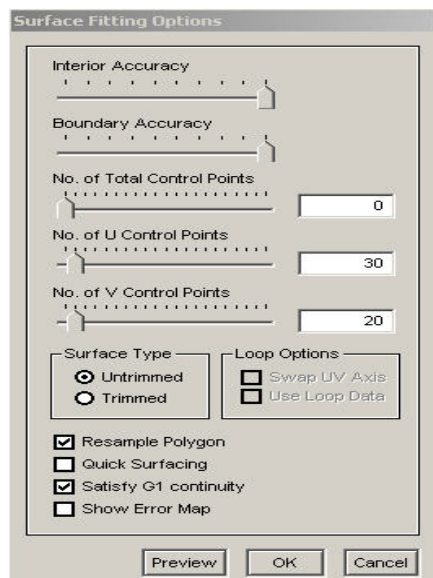 Surface Fitting Options
Interior Accuracy
Boundary Accuracy
No. of Total Control Points
0
No. of U Control Points
30
No. of V Control Points
20
Surface Type
Untrimmed
Trimmed
Loop Options
Swap UV Axis
Use Loop Data
Resample Polygon
Quick Surfacing
Satisfy G1 continuity
Show Error Map
Preview OK Cancel